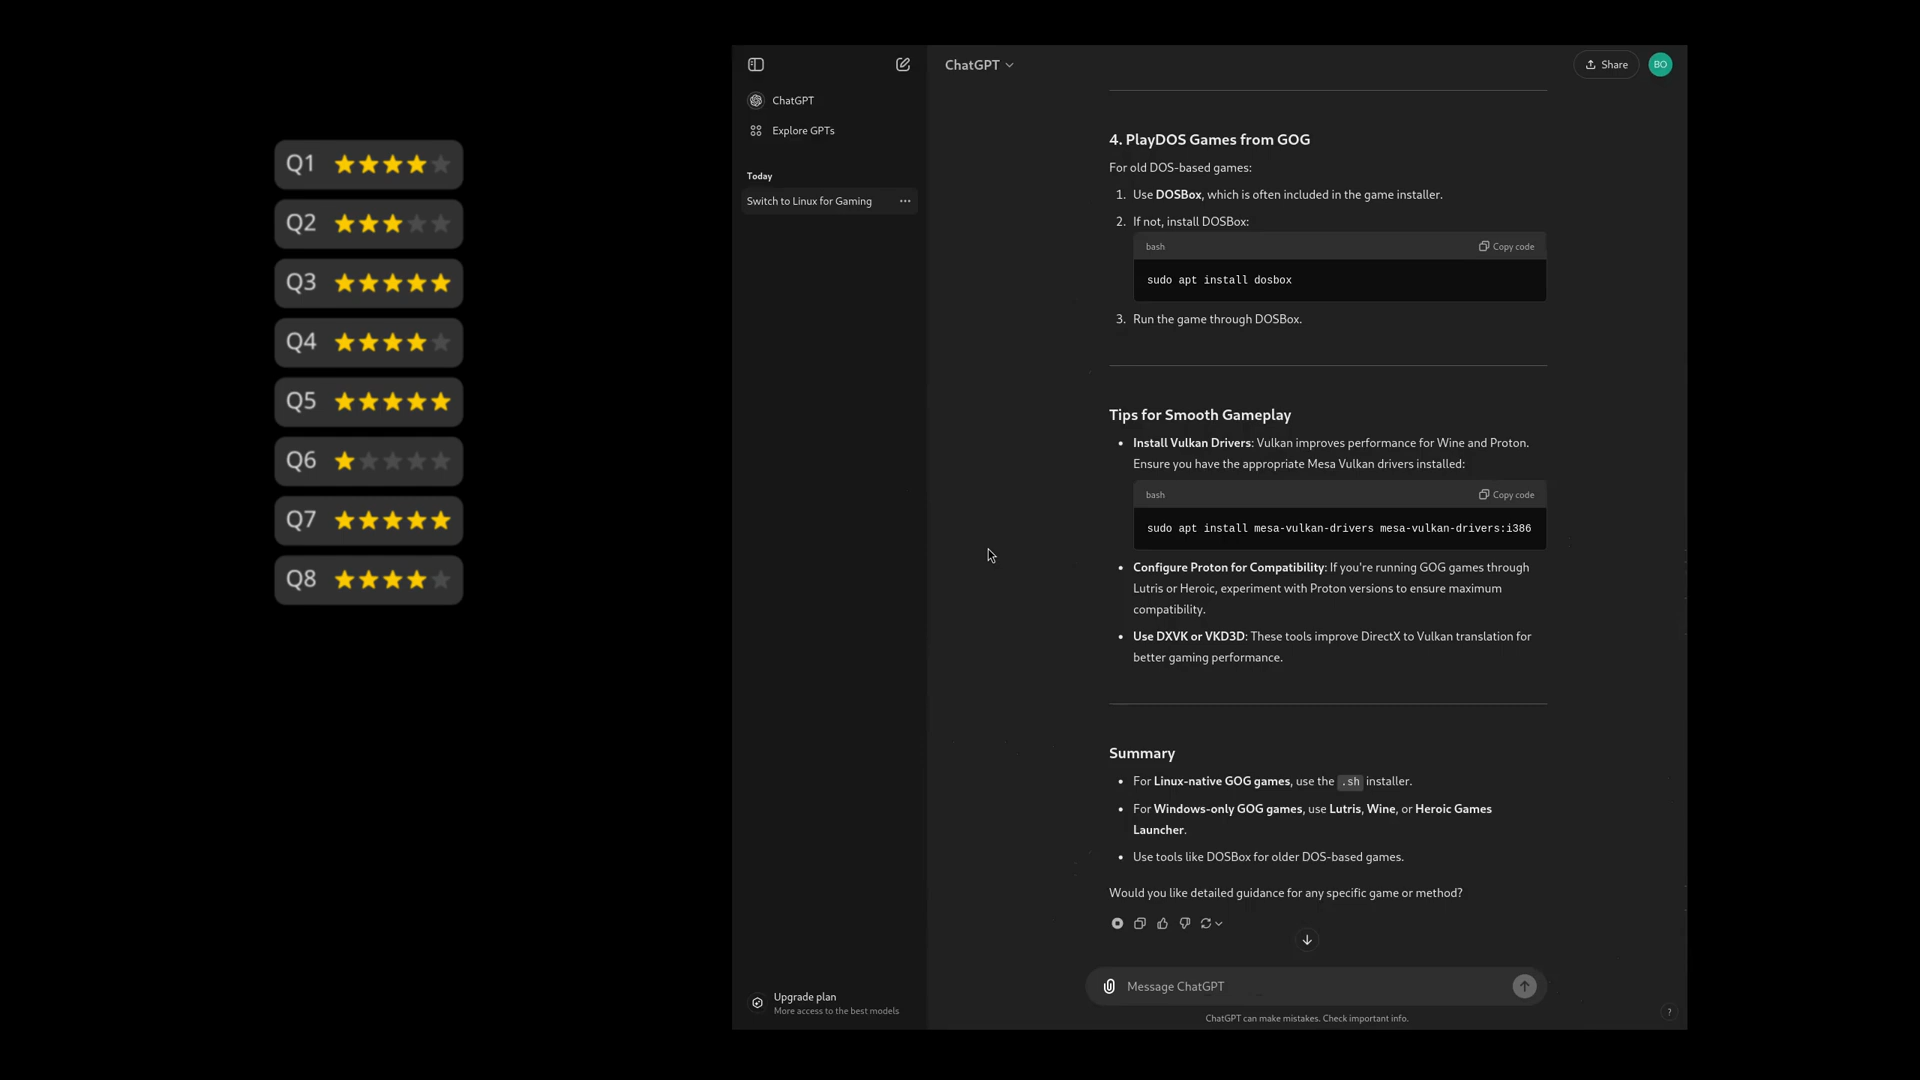 Q1
Q2
Q3
Q4
Q5
Q6
Q7
Q8
ChatGPT
Explore GPTs
Today
Switch to Linux for Gaming
Upgrade plan
More access to the best models
ChatGPT
Share
BO
4. PlayDOS Games from GOG
For old DOS-based games:
1. Use DOSBox, which is often included in the game installer.
2. If not, install DOSBox:
bash
Copy code
sudo apt install dosbox
3. Run the game through DOSBox.
Tips for Smooth Gameplay
• Install Vulkan Drivers: Vulkan improves performance for Wine and Proton.
Ensure you have the appropriate Mesa Vulkan drivers installed:
bash
Copy code
sudo apt install mesa-vulkan-drivers mesa-vulkan-drivers:i386
• Configure Proton for Compatibility: If you're running GOG games through
Lutris or Heroic, experiment with Proton versions to ensure maximum
compatibility.
• Use DXVK or VKD3D: These tools improve DirectX to Vulkan translation for
better gaming performance.
Summary
• For Linux-native GOG games, use the .sh installer.
• For Windows-only GOG games, use Lutris, Wine, or Heroic Games
Launcher.
• Use tools like DOSBox for older DOS-based games.
Would you like detailed guidance for any specific game or method?
Message ChatGPT
ChatGPT can make mistakes. Check important info.
?